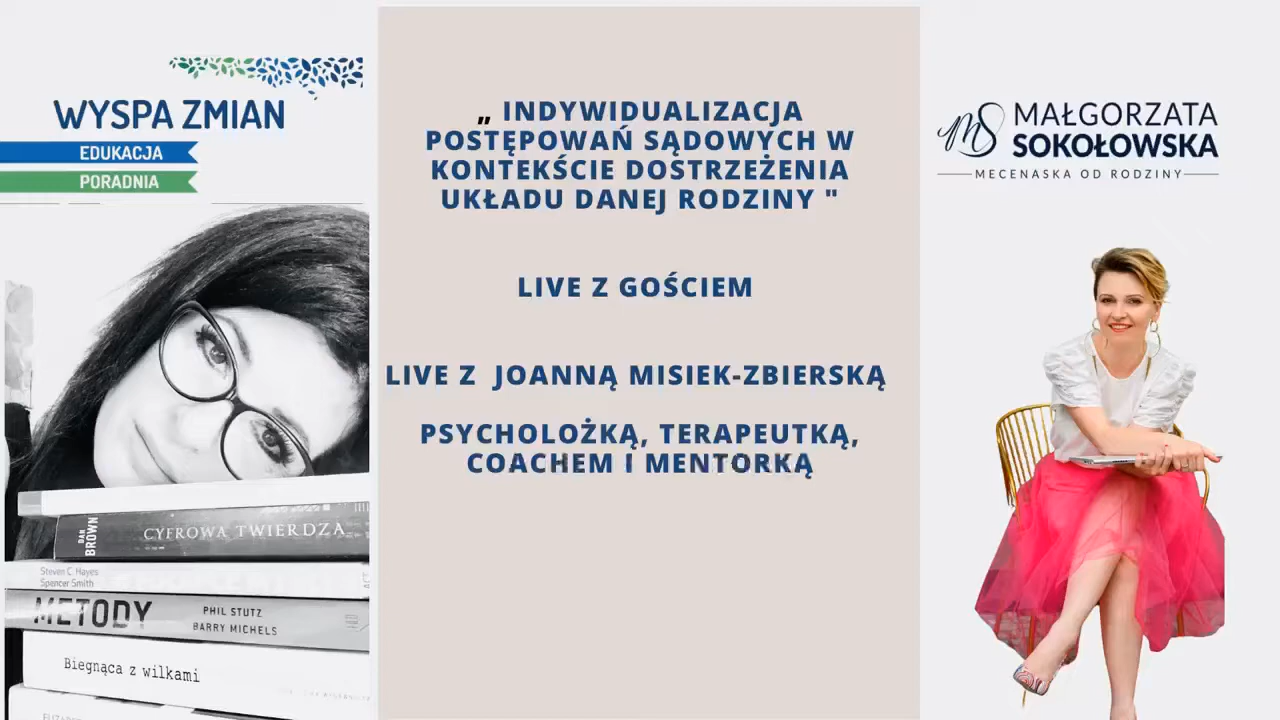 WYSPA ZMIAN
EDUKACJA
PORADNIA
„ INDYWIDUALIZACJA
POSTĘPOWAŃ SĄDOWYCH W
KONTEKŚCIE DOSTRZEŻENIA
UKŁADU DANEJ RODZINY "
LIVE Z GOŚCIEM
LIVE Z JOANNĄ MISIEK-ZBIERSKĄ
PSYCHOLOŻKĄ, TERAPEUTKĄ,
COACHEM I MENTORKĄ
MS MAŁGORZATA
SOKOŁOWSKA
MECENASKA OD RODZINY
DAN
BROWN
CYFROWA TWIERDZA
Steven C. Hayes
Spencer Smith
METODY
PHIL STUTZ
BARRY MICHELS
Biegnąca z wilkami